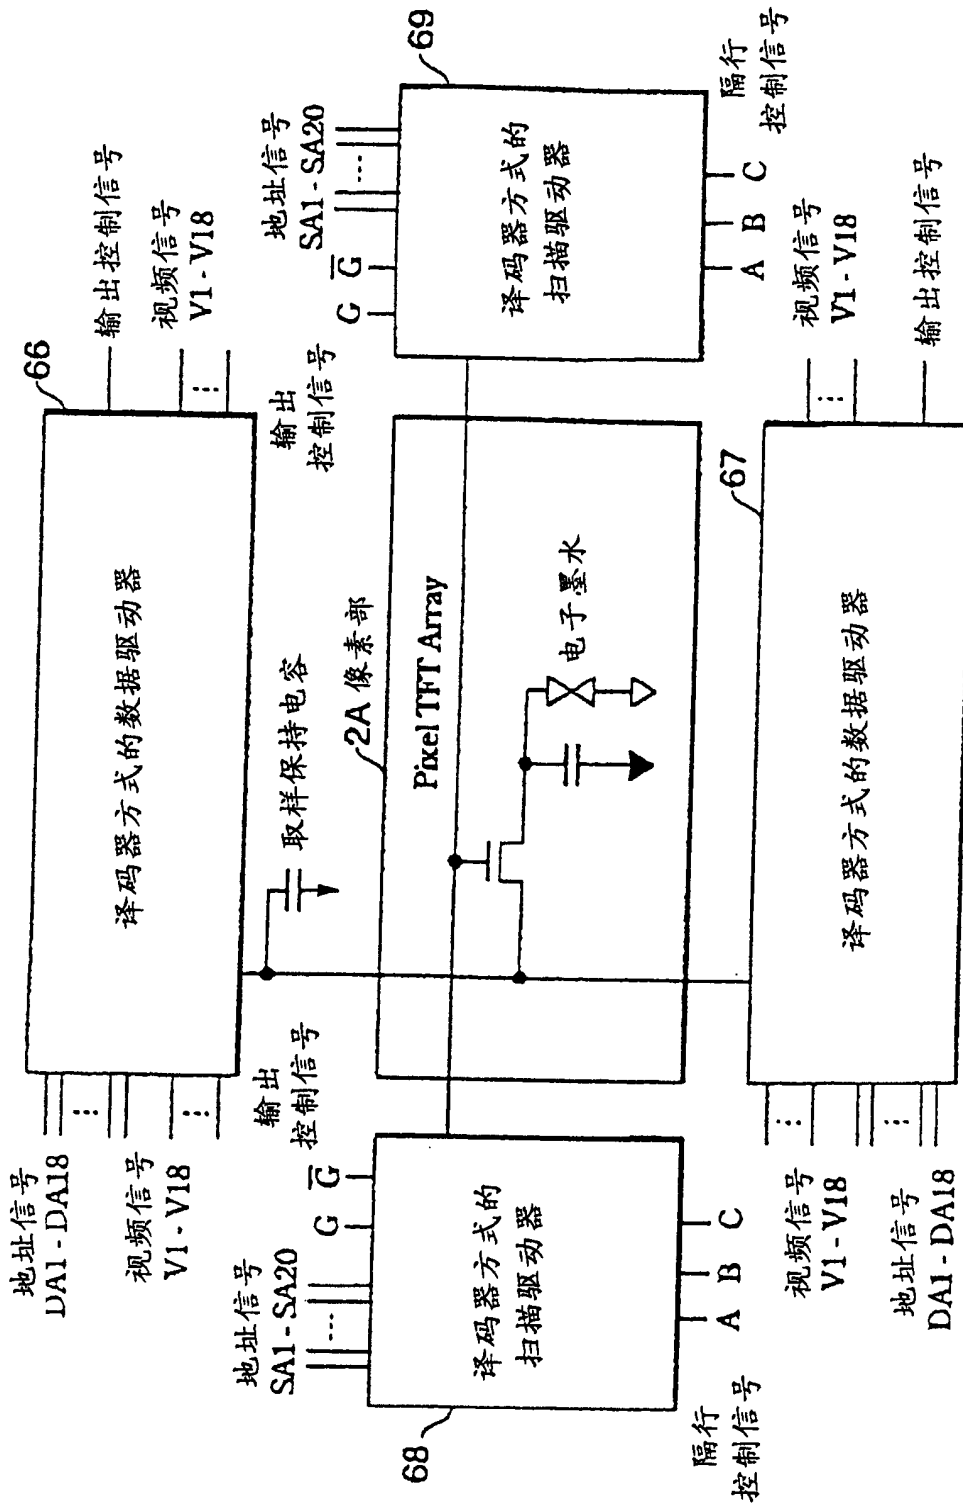 地址信号
DA1 - DA18
视频信号
V1 - V18
译码器方式的数据驱动器
66
输出控制信号
视频信号
V1 - V18
取样保持电容
地址信号
SA1 - SA20
G
G̅
输出
控制信号
译码器方式的
扫描驱动器
68
A
B
C
隔行
控制信号
2A 像素部
Pixel TFT Array
电子墨水
输出
控制信号
G
G̅
地址信号
SA1 - SA20
69
译码器方式的
扫描驱动器
A
B
C
隔行
控制信号
视频信号
V1 - V18
地址信号
DA1 - DA18
译码器方式的数据驱动器
67
视频信号
V1 - V18
输出控制信号